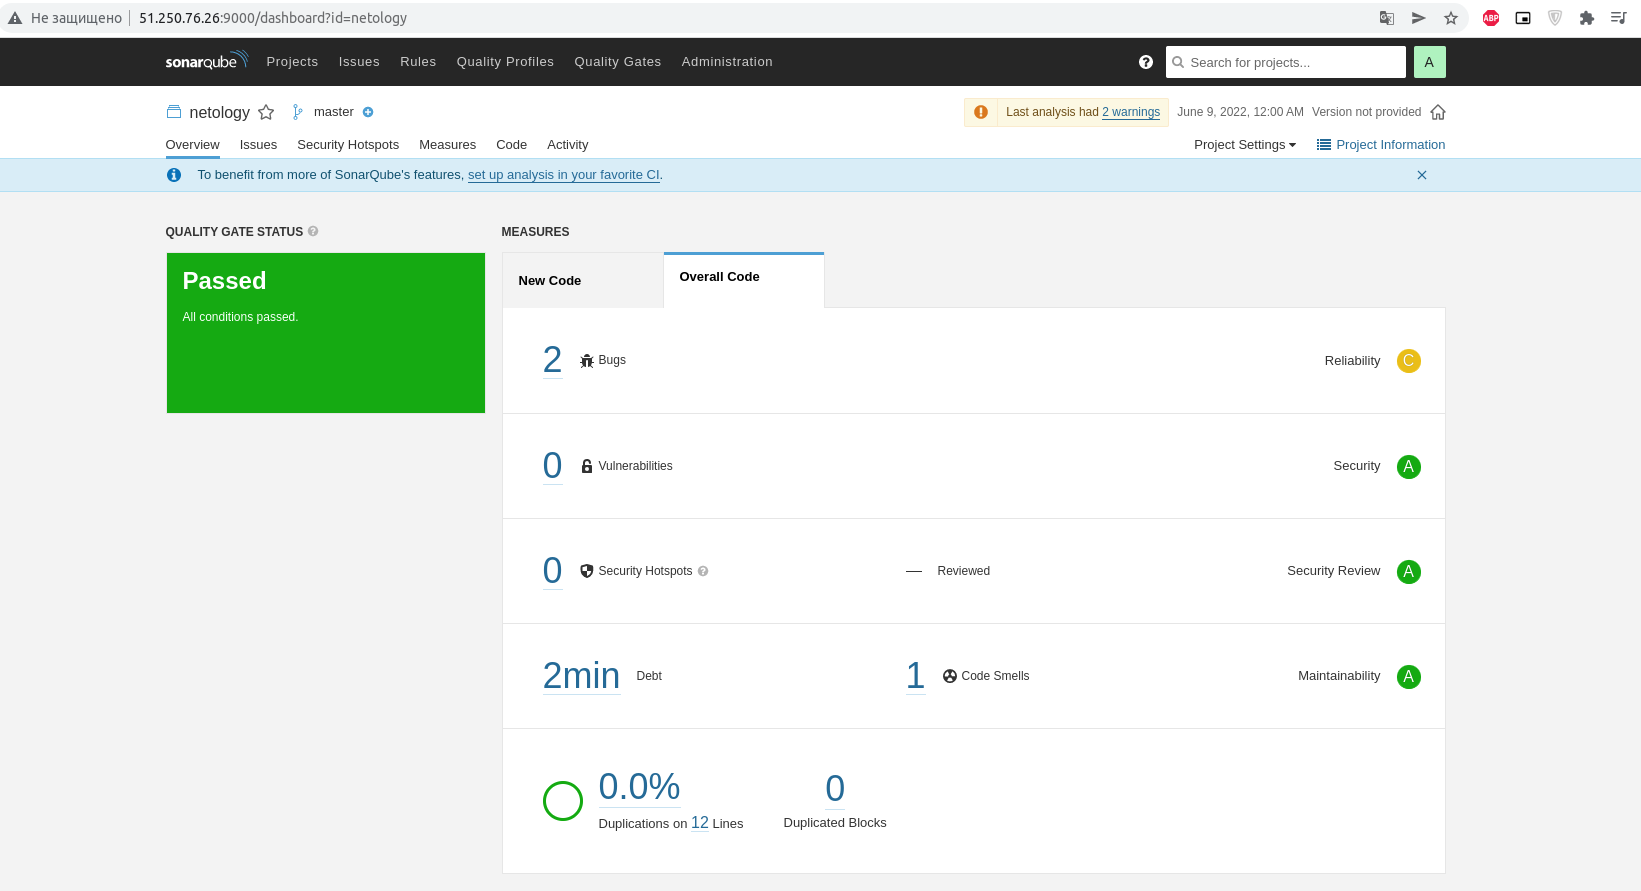 Не защищено 51.250.76.26:9000/dashboard?id=netology ABP
sonarqube Projects Issues Rules Quality Profiles Quality Gates Administration Search for projects... A
netology master Last analysis had 2 warnings June 9, 2022, 12:00 AM Version not provided
Overview Issues Security Hotspots Measures Code Activity Project Settings Project Information
To benefit from more of SonarQube's features, set up analysis in your favorite CI.
QUALITY GATE STATUS
Passed
All conditions passed.
MEASURES
New Code
Overall Code
2 Bugs Reliability C
0 Vulnerabilities Security A
0 Security Hotspots — Reviewed Security Review A
2min Debt 1 Code Smells Maintainability A
0.0% 0
Duplications on 12 Lines Duplicated Blocks